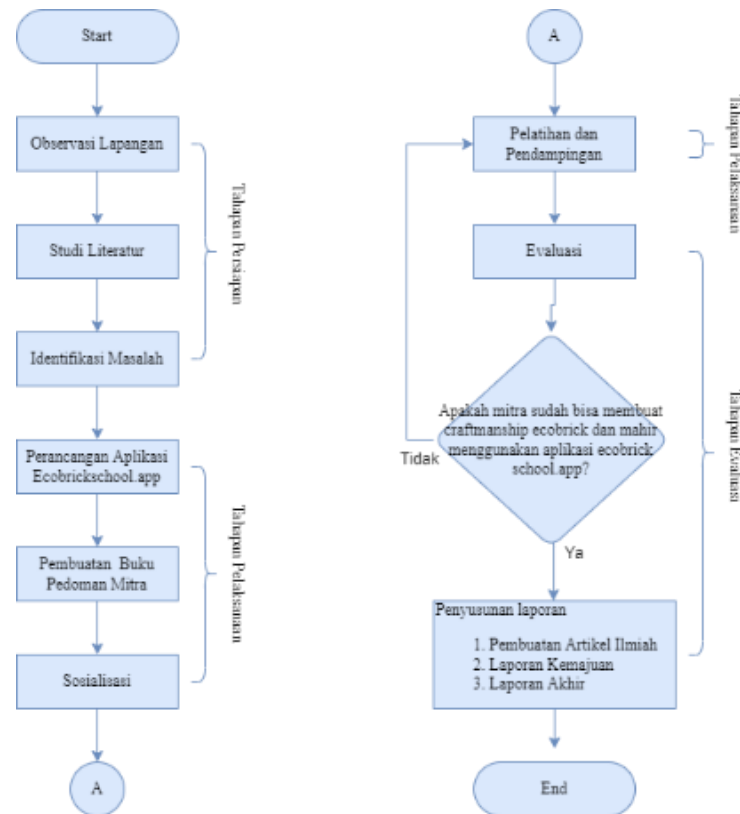 Start
Observasi Lapangan
Studi Literatur
Identifikasi Masalah
Tahapan Persiapan
Perancangan Aplikasi
Ecobrickschool.app
Pembuatan Buku
Pedoman Mitra
Sosialisasi
Tahapan Pelaksanaan
A
A
Pelatihan dan
Pendampingan
Tahapan Pelaksanaan
Evaluasi
Apakah mitra sudah bisa membuat
craftmanship ecobrick dan mahir
menggunakan aplikasi ecobrick
school.app?
Tidak
Ya
Penyusunan laporan
1. Pembuatan Artikel Ilmiah
2. Laporan Kemajuan
3. Laporan Akhir
Tahapan Evaluasi
End